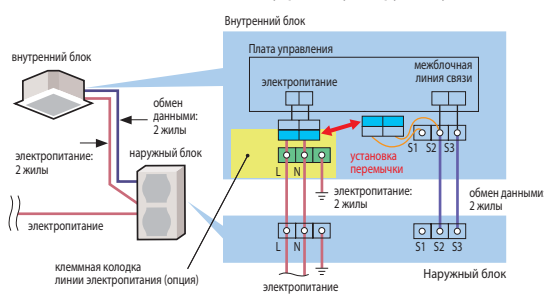 Внутренний блок
внутренний блок
Плата управления
межблочная
линия связи
электропитание
обмен
данными:
2 жилы
S1 S2 S3
электропитание:
2 жилы
наружный блок
установка
перемычки
L N
электропитание:
2 жилы
обмен данными:
2 жилы
электропитание
клеммная колодка
линии электропитания (опция)
L N
S1 S2 S3
Наружный блок
электропитание